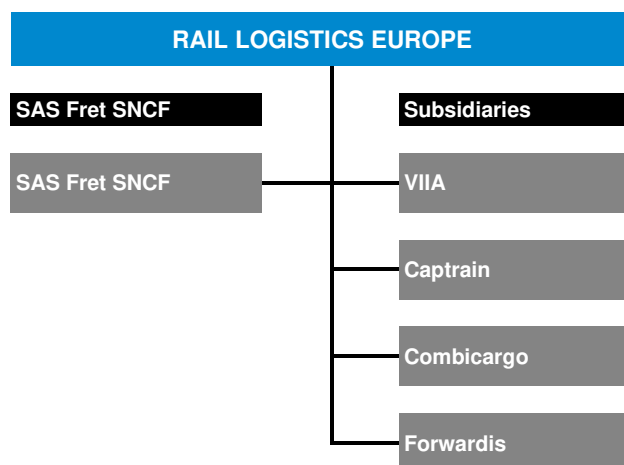 RAIL LOGISTICS EUROPE
SAS Fret SNCF
Subsidiaries
SAS Fret SNCF
VIIA
Captrain
Combicargo
Forwardis